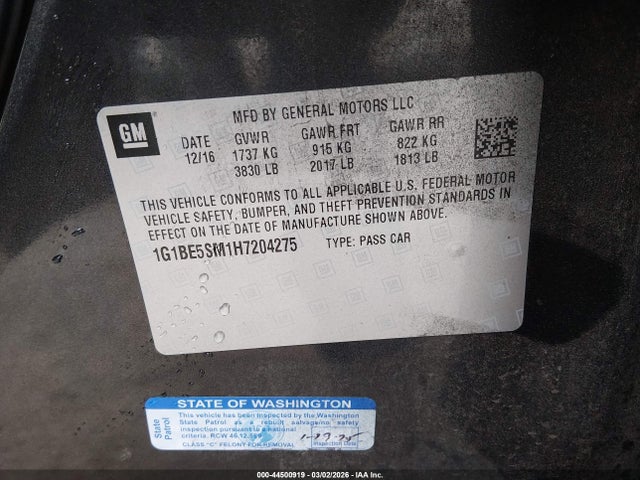 GM
MFD BY GENERAL MOTORS LLC
DATE GVWR GAWR FRT GAWR RR
12/16 1737 KG 915 KG 822 KG
3830 LB 2017 LB 1813 LB
THIS VEHICLE CONFORMS TO ALL APPLICABLE U.S. FEDERAL MOTOR
VEHICLE SAFETY, BUMPER, AND THEFT PREVENTION STANDARDS IN
EFFECT ON THE DATE OF MANUFACTURE SHOWN ABOVE.
1G1BE5SM1H7204275 TYPE: PASS CAR
STATE OF WASHINGTON
State Patrol
This vehicle has been inspected by the Washington
State Patrol as a rebuilt salvage/no safety
inspection pursuant to national
criteria. RCW 46.12.
CLASS "C" FELONY FOR REMOVAL
Inspection Date
000-44500919 - 03/02/2026 - IAA Inc.